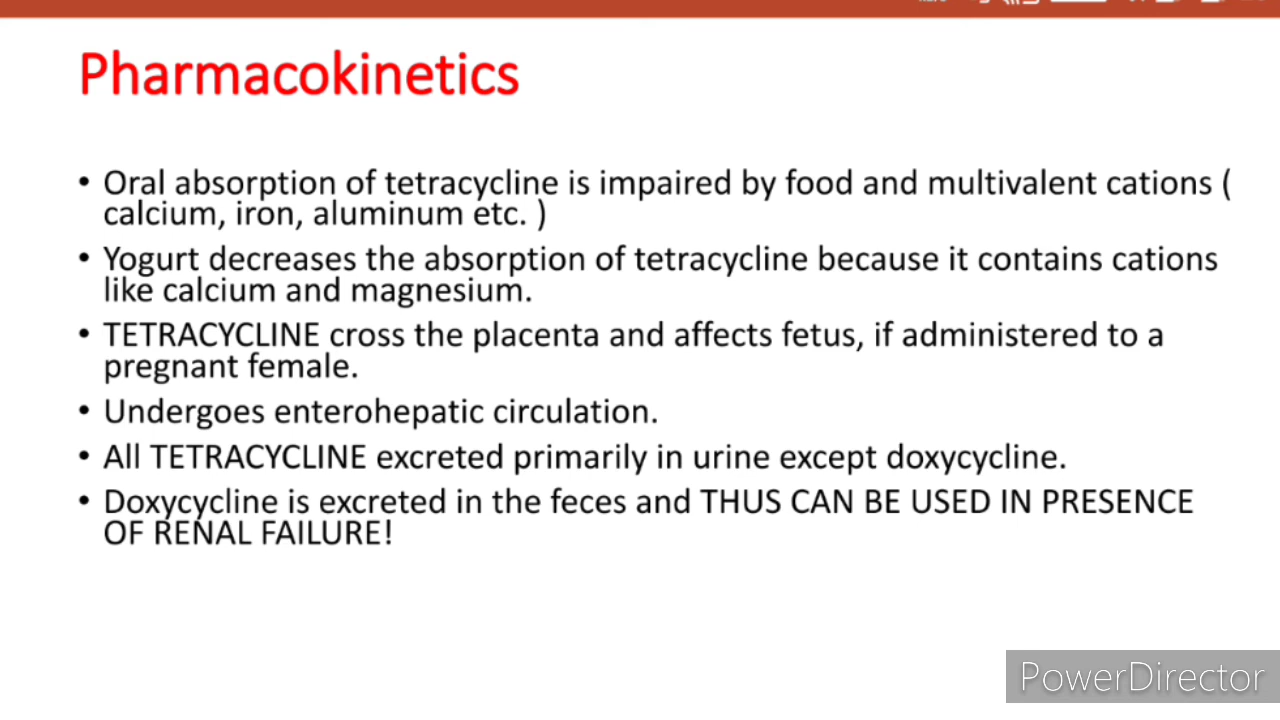 Pharmacokinetics
• Oral absorption of tetracycline is impaired by food and multivalent cations (
calcium, iron, aluminum etc. )
• Yogurt decreases the absorption of tetracycline because it contains cations
like calcium and magnesium.
• TETRACYCLINE cross the placenta and affects fetus, if administered to a
pregnant female.
• Undergoes enterohepatic circulation.
• All TETRACYCLINE excreted primarily in urine except doxycycline.
• Doxycycline is excreted in the feces and THUS CAN BE USED IN PRESENCE
OF RENAL FAILURE!
PowerDirector